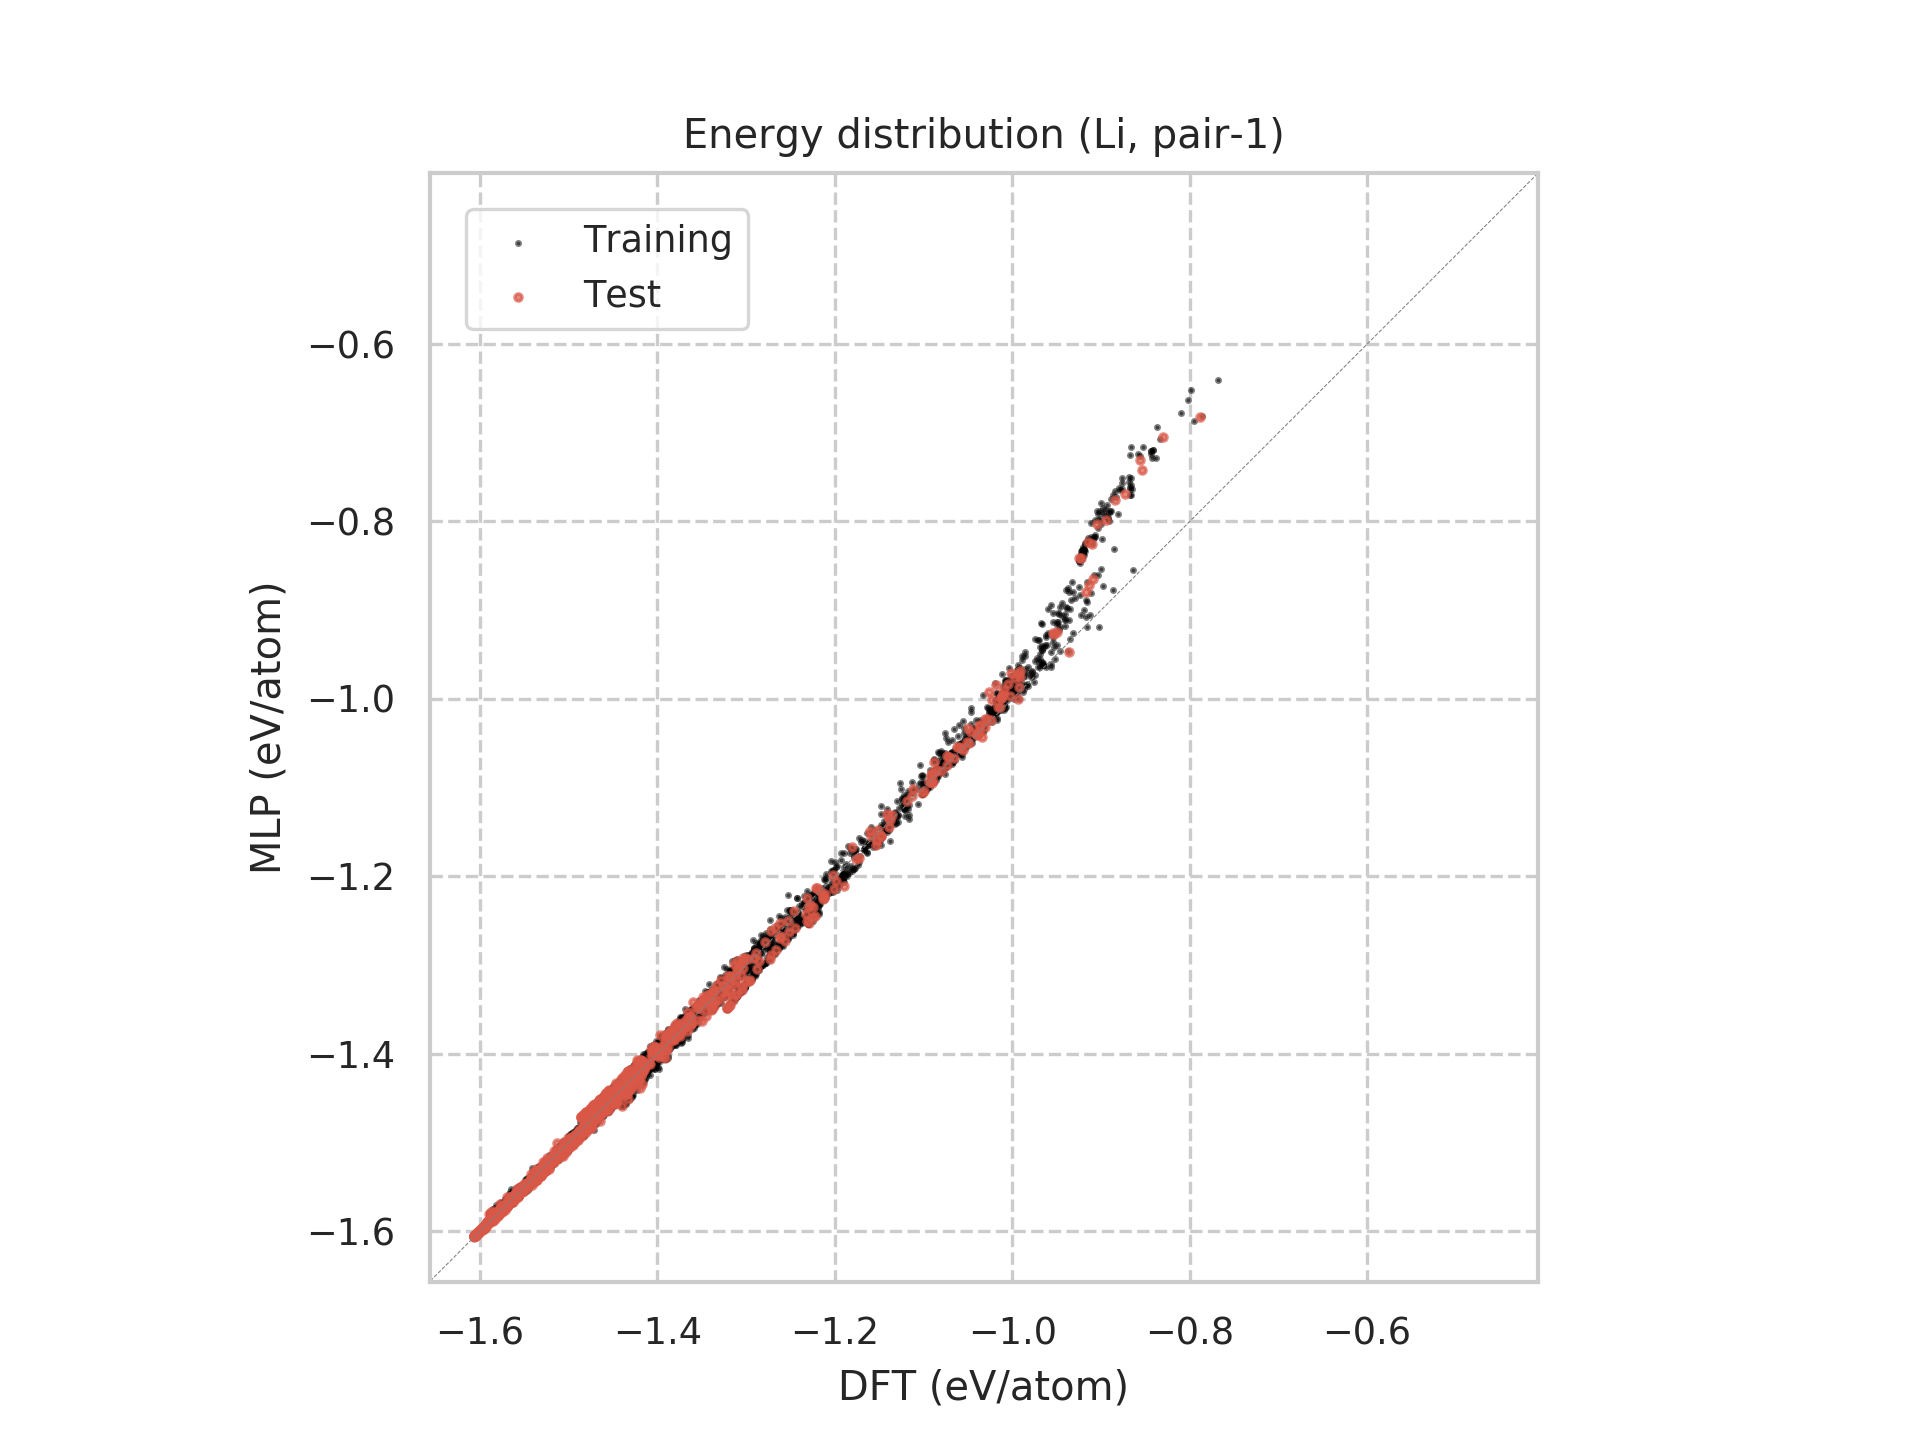 Energy distribution (Li, pair-1)
Training
Test
−0.6
−0.8
−1.0
−1.2
−1.4
−1.6
MLP (eV/atom)
−1.6 −1.4 −1.2 −1.0 −0.8 −0.6
DFT (eV/atom)